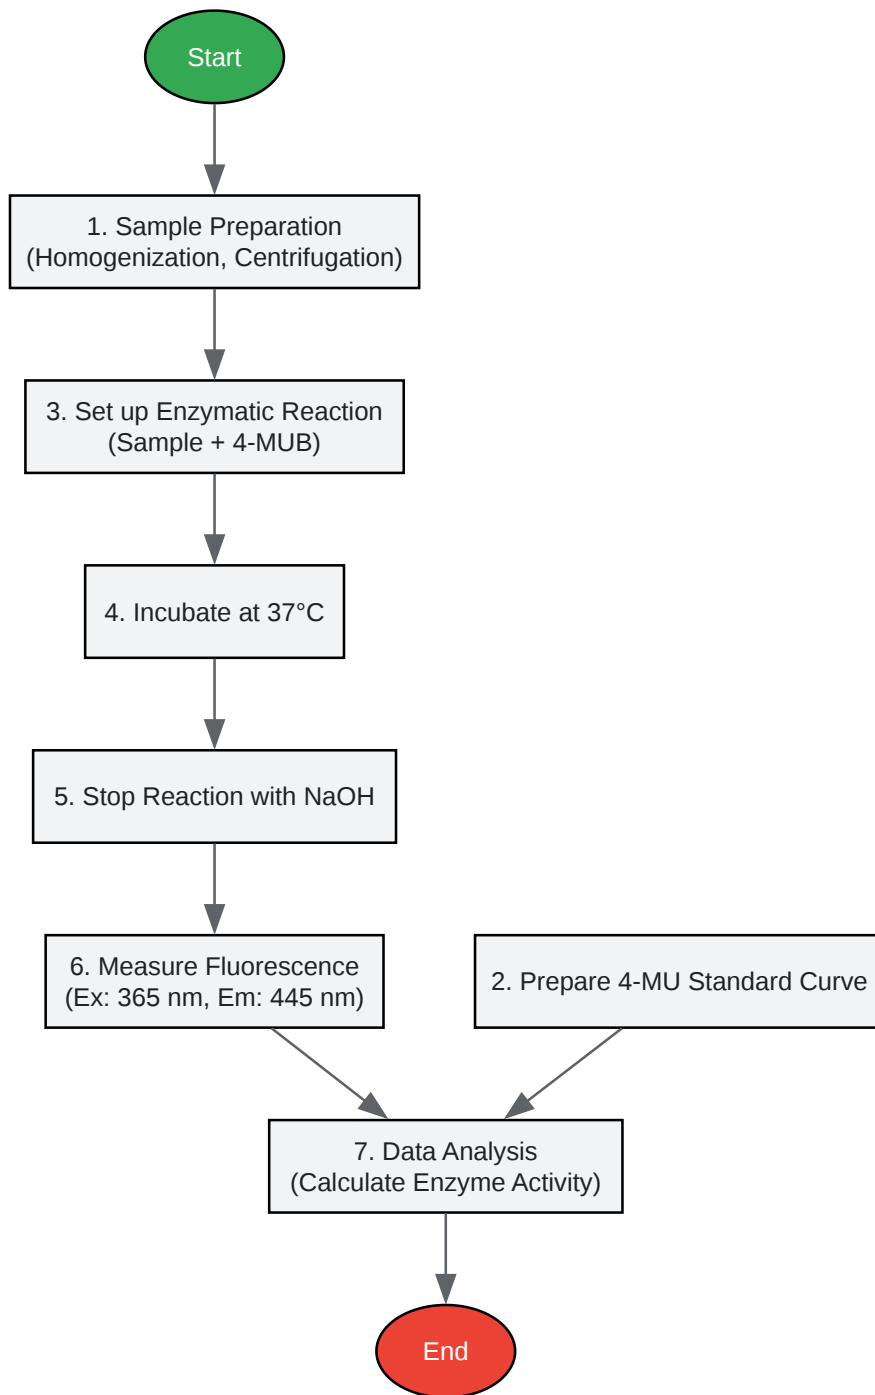 Start
1. Sample Preparation
(Homogenization, Centrifugation)
3. Set up Enzymatic Reaction
(Sample + 4-MUB)
4. Incubate at 37°C
5. Stop Reaction with NaOH
6. Measure Fluorescence
(Ex: 365 nm, Em: 445 nm)
2. Prepare 4-MU Standard Curve
7. Data Analysis
(Calculate Enzyme Activity)
End